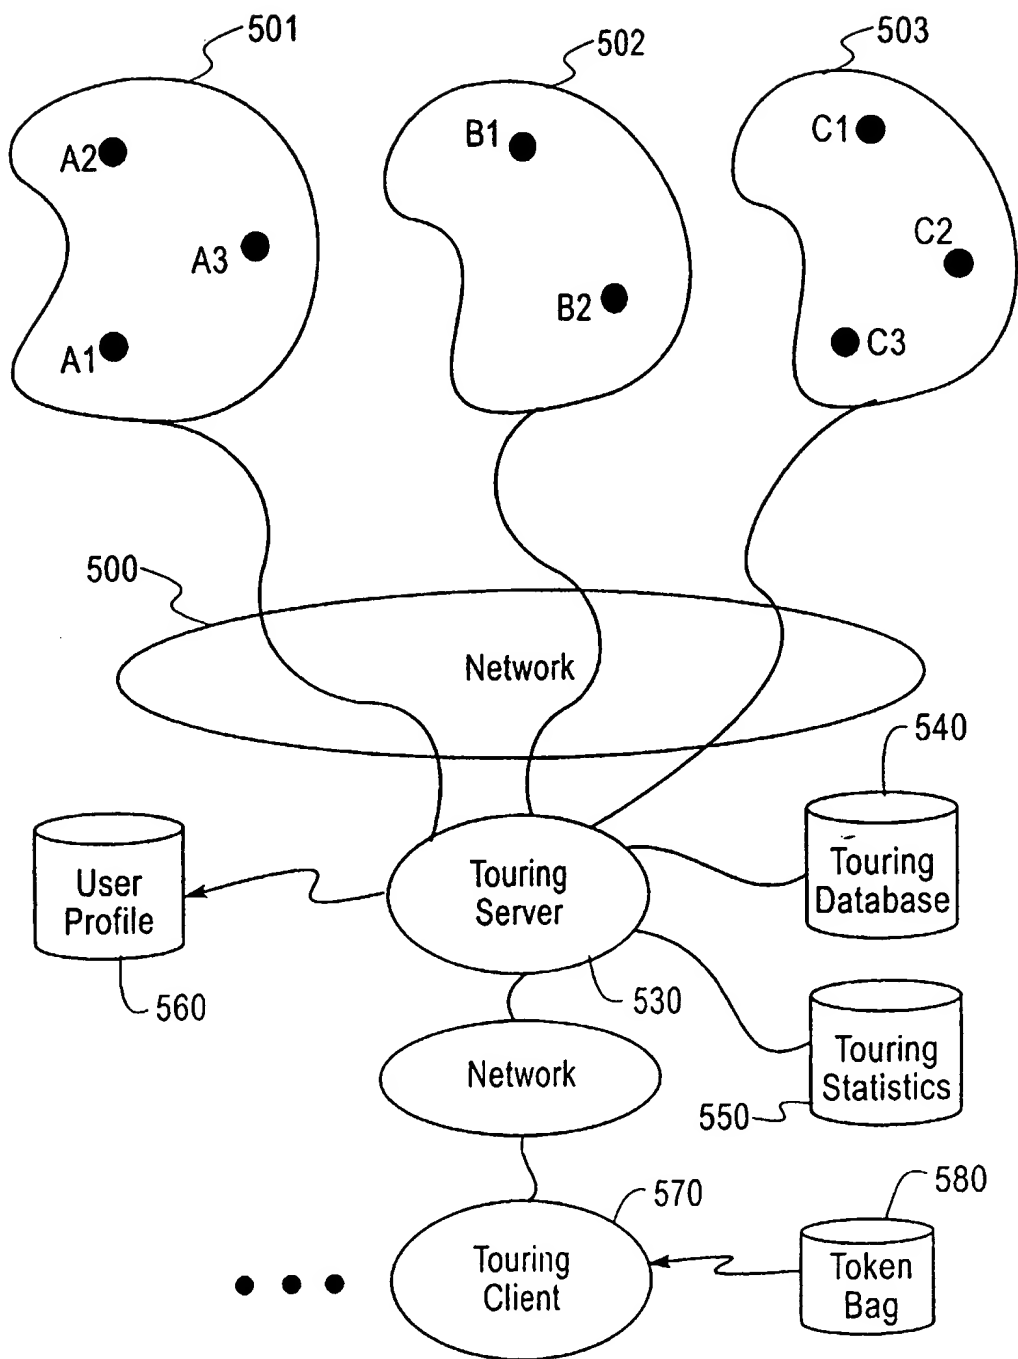 501
502
503
A2
B1
C1
A3
C2
B2
A1
C3
500
Network
540
User
Profile
Touring
Server
Touring
Database
560
530
Network
Touring
Statistics
550
570
580
Touring
Client
Token
Bag